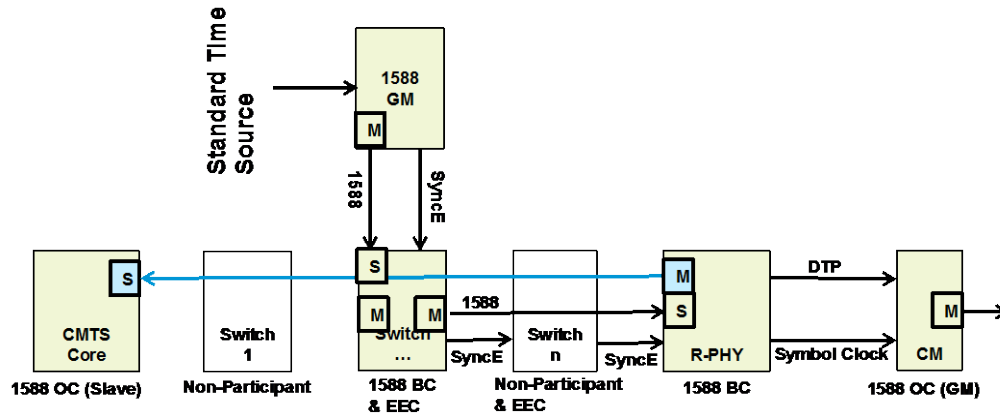 Standard Time
Source
1588
GM
M
1588
SyncE
S
CMTS
Core
1588 OC (Slave)
Switch
1
Non-Participant
S
M
M
Switch
...
1588 BC
& EEC
1588
SyncE
Switch
n
Non-Participant
& EEC
SyncE
M
S
R-PHY
1588 BC
DTP
Symbol Clock
M
CM
1588 OC (GM)